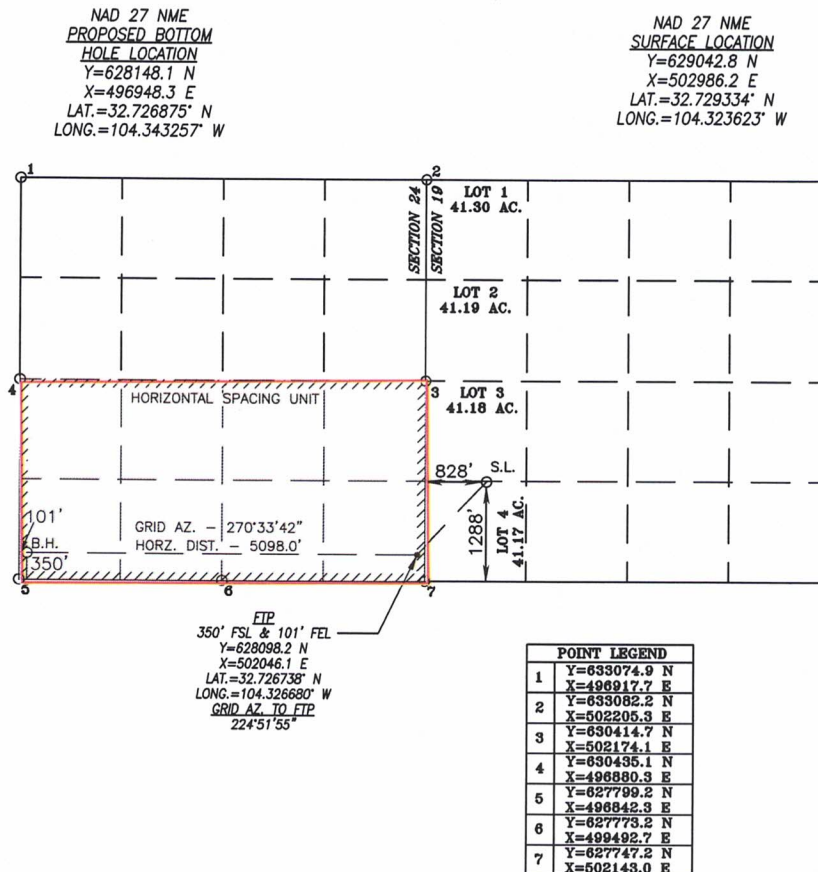 NAD 27 NME
PROPOSED BOTTOM
HOLE LOCATION
Y=628148.1 N
X=496948.3 E
LAT.=32.726875° N
LONG.=104.343257° W
NAD 27 NME
SURFACE LOCATION
Y=629042.8 N
X=502986.2 E
LAT.=32.729334° N
LONG.=104.323623° W
1
2
SECTION 24
SECTION 19
LOT 1
41.30 AC.
LOT 2
41.19 AC.
4
HORIZONTAL SPACING UNIT
3
LOT 3
41.18 AC.
828'
S.L.
1288'
LOT 4
41.17 AC.
101'
B.H.
350'
GRID AZ. - 270°33'42"
HORZ. DIST. - 5098.0'
5
6
7
FTP
350' FSL & 101' FEL
Y=628098.2 N
X=502046.1 E
LAT.=32.726738° N
LONG.=104.326680° W
GRID AZ. TO FTP
224°51'55"
POINT LEGEND
1 Y=633074.9 N
X=496917.7 E
2 Y=633082.2 N
X=502205.3 E
3 Y=630414.7 N
X=502174.1 E
4 Y=630435.1 N
X=496880.3 E
5 Y=627799.2 N
X=496842.3 E
6 Y=627773.2 N
X=499492.7 E
7 Y=627747.2 N
X=502143.0 E